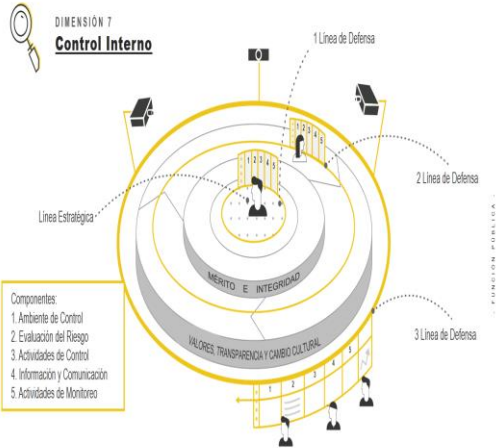 DIMENSIÓN 7
Control Interno
1 Línea de Defensa
1 2 3 4 5
1 2 3 4 5
2 Línea de Defensa
Línea Estratégica
MÉRITO E INTEGRIDAD
VALORES, TRANSPARENCIA Y CAMBIO CULTURAL
3 Línea de Defensa
Componentes:
1. Ambiente de Control
2. Evaluación del Riesgo
3. Actividades de Control
4. Información y Comunicación
5. Actividades de Monitoreo
1 2 3 4 5
- FUNCIÓN PÚBLICA -